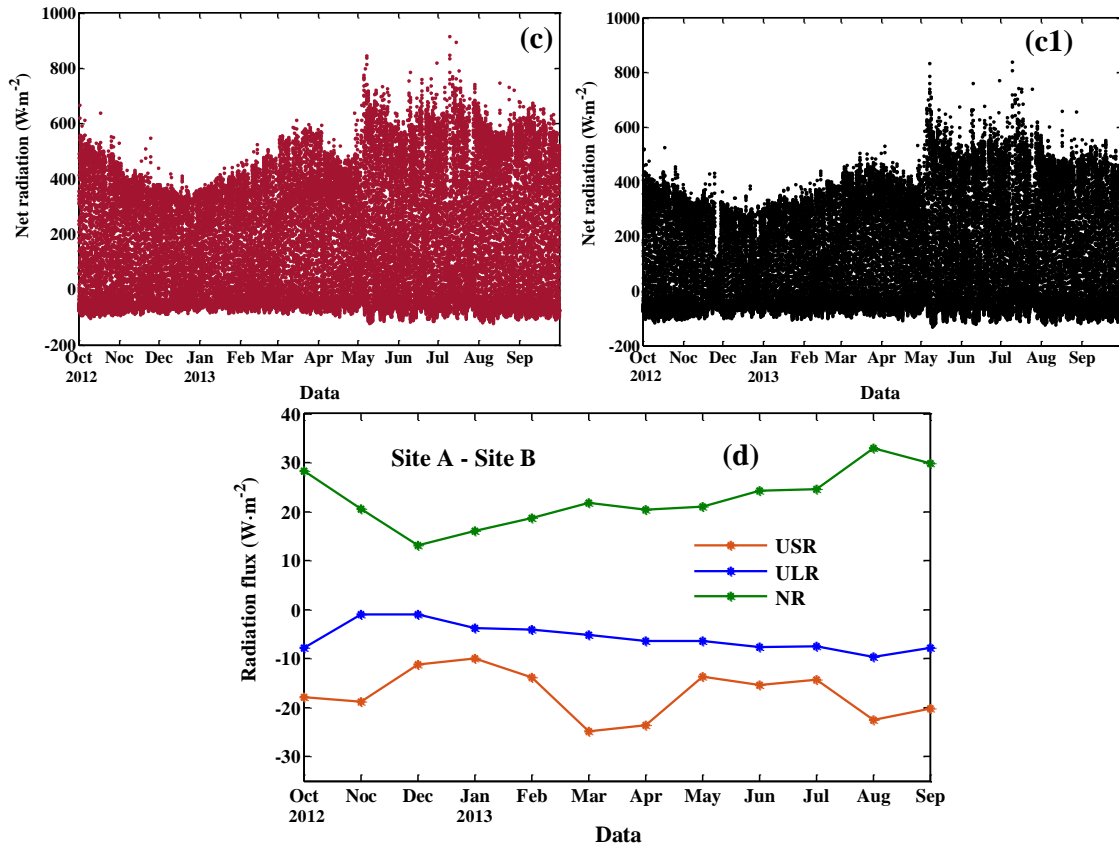 (c)
Net radiation (W·m⁻²)
1000
800
600
400
200
0
-200
Oct Noc Dec Jan Feb Mar Apr May Jun Jul Aug Sep
2012 2013
Data
(c1)
Net radiation (W·m⁻²)
1000
800
600
400
200
0
-200
Oct Nov Dec Jan Feb Mar Apr May Jun Jul Aug Sep
2012 2013
Data
Site A - Site B
(d)
Radiation flux (W·m⁻²)
40
30
20
10
0
-10
-20
-30
USR
ULR
NR
Oct Noc Dec Jan Feb Mar Apr May Jun Jul Aug Sep
2012 2013
Data